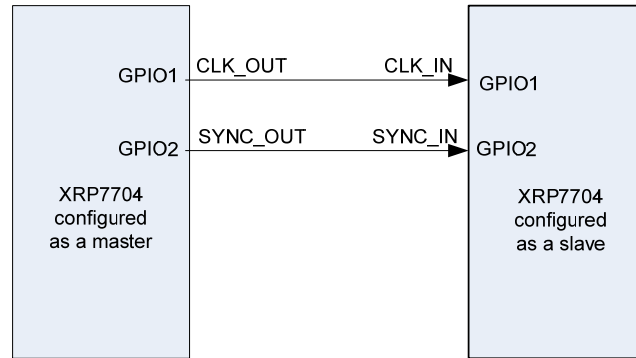 GPIO1 CLK_OUT CLK_IN GPIO1
GPIO2 SYNC_OUT SYNC_IN GPIO2
XRP7704
configured
as a master
XRP7704
configured
as a slave